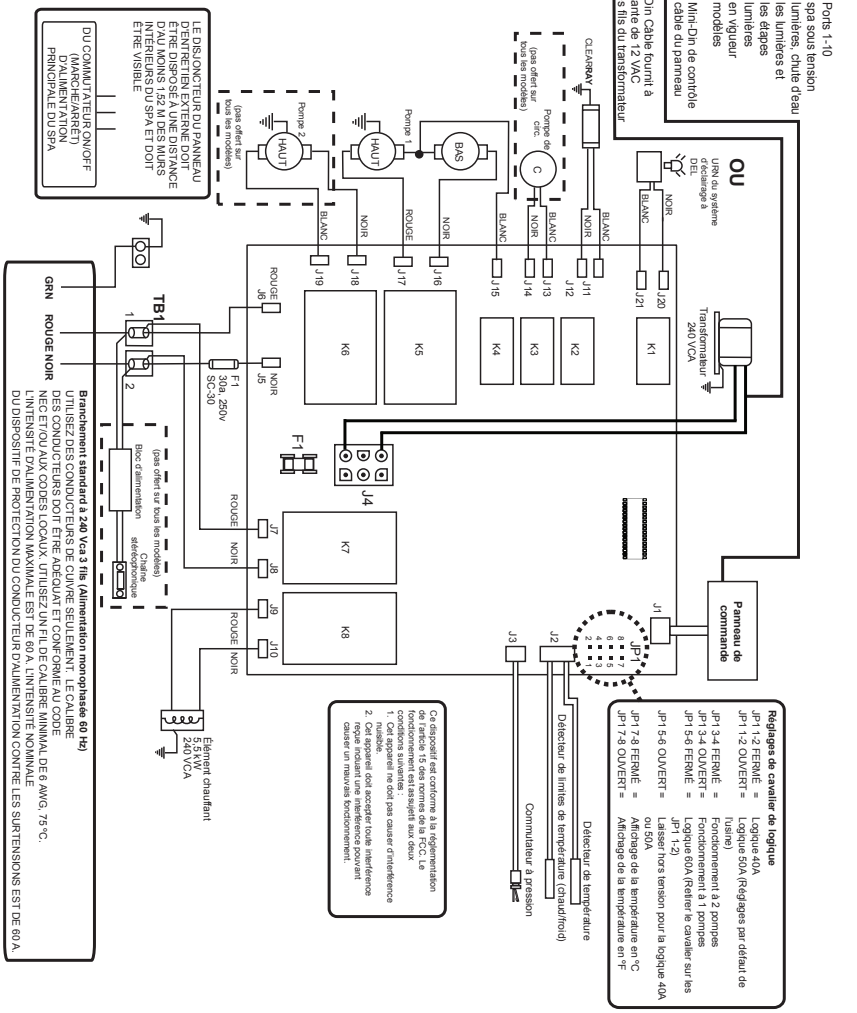 Ports 1-10
spa sous tension
lumières, chute d'eau
les lumières et
les étapes
lumières
en vigueur
modèles
Mini-Din de contrôle
câble du panneau
Din Câble fournit à
ante de 12 VAC
s fils du transformateur
OU
URN du système
d'éclairage à
DEL
NOIR
BLANC
J20
J21
K1
Transformateur
240 VCA
Panneau de
commande
J1
CLEARRAY
BLANC
NOIR
J11
J12
K2
Pompe de
circ.
(pas offert sur
tous les modèles)
C
BLANC
NOIR
J13
J14
K3
BLANC
J15
K4
Pompe 1
BAS
HAUT
NOIR
ROUGE
J16
J17
K5
Pompe 2
HAUT
(pas offert sur
tous les modèles)
NOIR
BLANC
J18
J19
K6
LE DISJONCTEUR DU PANNEAU
D'ENTRETIEN EXTERNE DOIT
ÊTRE DISPOSÉ À UNE DISTANCE
D'AU MOINS 1,52 M DES MURS
INTÉRIEURS DU SPA ET DOIT
ÊTRE VISIBLE
DU COMMUTATEUR ON/OFF
(MARCHE/ARRÊT)
D'ALIMENTATION
PRINCIPALE DU SPA
ROUGE
J6
NOIR
J5
F1
30a, 250v
SC-30
TB1
1
2
GRN
ROUGE
NOIR
F1
J4
ROUGE
NOIR
J7
J8
K7
J9
J10
ROUGE
NOIR
K8
(pas offert sur tous les modèles)
Bloc d'alimentation
Chaîne
stéréophonique
Élément chauffant
5,5 kW
240 VCA
JP1
8 7
6 5
4 3
2 1
J2
J3
Détecteur de température
Détecteur de limites de température (chaud/froid)
Commutateur à pression
Réglages de cavalier de logique
JP1 1-2 FERMÉ = Logique 40A
JP1 1-2 OUVERT = Logique 50A (Réglages par défaut de
l'usine)
JP1 3-4 FERMÉ = Fonctionnement à 2 pompes
JP1 3-4 OUVERT = Fonctionnement à 1 pompes
JP1 5-6 FERMÉ = Logique 60A (Retirer le cavalier sur les
JP1 1-2)
JP1 5-6 OUVERT = Laisser hors tension pour la logique 40A
ou 50A
JP1 7-8 FERMÉ = Affichage de la température en °C
JP1 7-8 OUVERT = Affichage de la température en °F
Ce dispositif est conforme à la réglementation
de l'article 15 des normes de la FCC. Le
fonctionnement est assujetti aux deux
conditions suivantes :
1. Cet appareil ne doit pas causer d'interférence
nuisible.
2. Cet appareil doit accepter toute interférence
reçue incluant une interférence pouvant
causer un mauvais fonctionnement.
Branchement standard à 240 Vca 3 fils (Alimentation monophasée 60 Hz)
UTILISEZ DES CONDUCTEURS DE CUIVRE SEULEMENT. LE CALIBRE
DES CONDUCTEURS DOIT ÊTRE ADÉQUAT ET CONFORME AU CODE
NEC ET/OU AUX CODES LOCAUX. UTILISEZ UN FIL DE CALIBRE MINIMAL DE 6 AWG, 75 °C.
L'INTENSITÉ D'ALIMENTATION MAXIMALE EST DE 60 A. L'INTENSITÉ NOMINALE
DU DISPOSITIF DE PROTECTION DU CONDUCTEUR D'ALIMENTATION CONTRE LES SURTENSIONS EST DE 60 A.